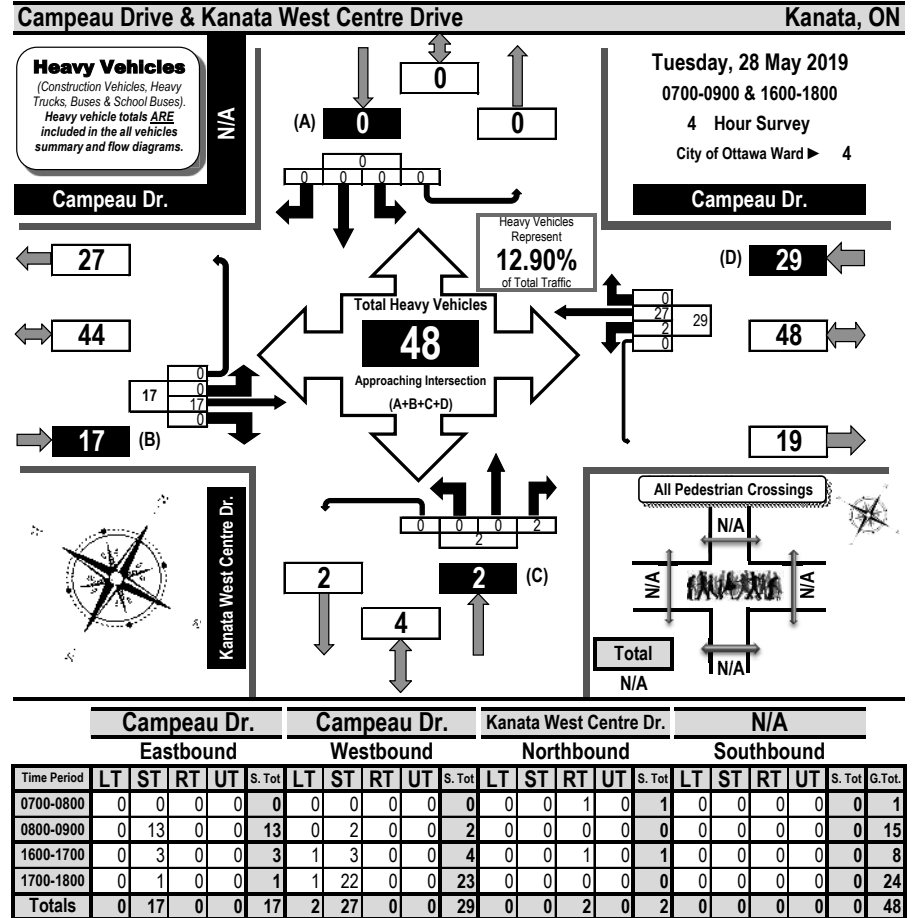 Campeau Drive & Kanata West Centre Drive Kanata, ON
Heavy Vehicles
(Construction Vehicles, Heavy
Trucks, Buses & School Buses).
Heavy vehicle totals ARE
included in the all vehicles
summary and flow diagrams.
N/A
Campeau Dr.
(A) 0
0
0
0
0 0 0 0
Tuesday, 28 May 2019
0700-0900 & 1600-1800
4 Hour Survey
City of Ottawa Ward ► 4
Campeau Dr.
Heavy Vehicles
Represent
12.90%
of Total Traffic
27
44
17 (B)
17
0
0
17
0
Total Heavy Vehicles
48
Approaching Intersection
(A+B+C+D)
(D) 29
48
19
0
27
2
0
29
Kanata West Centre Dr.
0 0 0 2
2
2
2 (C)
4
All Pedestrian Crossings
N/A
N/A
N/A
N/A
Total
N/A
Campeau Dr. Campeau Dr. Kanata West Centre Dr. N/A
Eastbound Westbound Northbound Southbound
Time Period LT ST RT UT S. Tot LT ST RT UT S. Tot LT ST RT UT S. Tot LT ST RT UT S. Tot G.Tot.
0700-0800 0 0 0 0 0 0 0 0 0 0 0 0 1 0 1 0 0 0 0 0 1
0800-0900 0 13 0 0 13 0 2 0 0 2 0 0 0 0 0 0 0 0 0 0 15
1600-1700 0 3 0 0 3 1 3 0 0 4 0 0 1 0 1 0 0 0 0 0 8
1700-1800 0 1 0 0 1 1 22 0 0 23 0 0 0 0 0 0 0 0 0 0 24
Totals 0 17 0 0 17 2 27 0 0 29 0 0 2 0 2 0 0 0 0 0 48